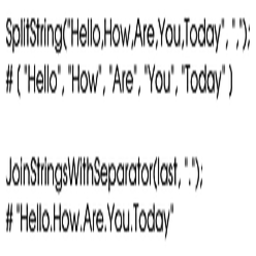 SplitString("Hello,How,Are,You,Today", ",");
# ( "Hello", "How", "Are", "You", "Today" )
JoinStringsWithSeparator(last, ".");
# "Hello.How.Are.You.Today"